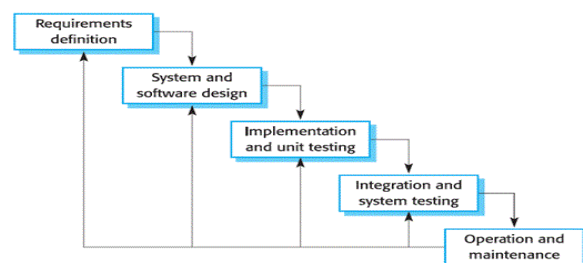 Requirements
definition
System and
software design
Implementation
and unit testing
Integration and
system testing
Operation and
maintenance